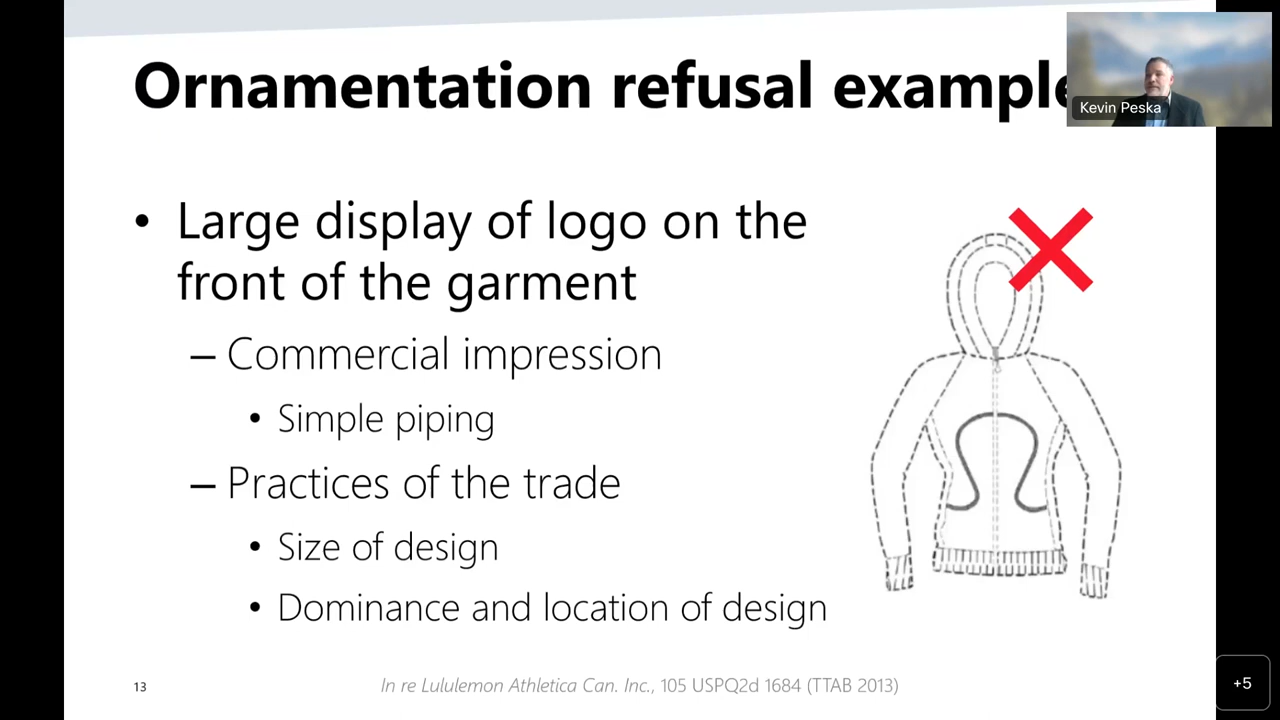 Ornamentation refusal example
Kevin Peska
• Large display of logo on the
front of the garment
– Commercial impression
• Simple piping
– Practices of the trade
• Size of design
• Dominance and location of design
13
In re Lululemon Athletica Can. Inc., 105 USPQ2d 1684 (TTAB 2013)
+5